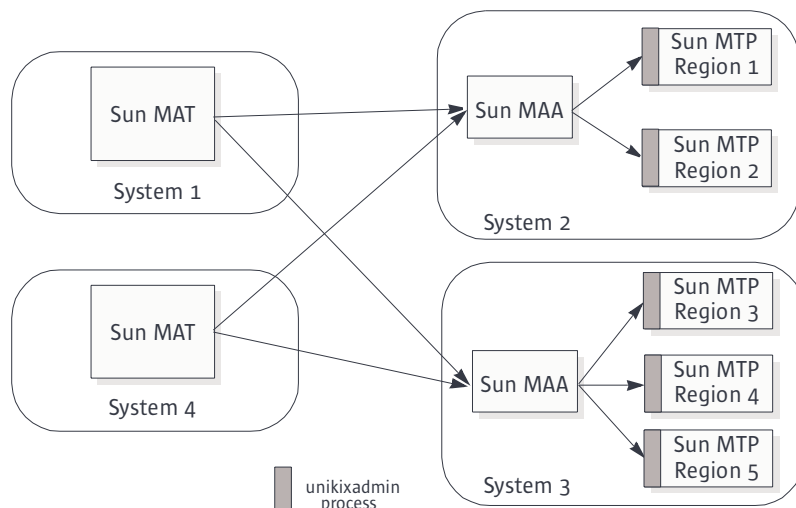 Sun MAT
System 1
Sun MAA
Sun MTP
Region 1
Sun MTP
Region 2
System 2
Sun MAT
System 4
Sun MAA
Sun MTP
Region 3
Sun MTP
Region 4
Sun MTP
Region 5
System 3
unikixadmin
process